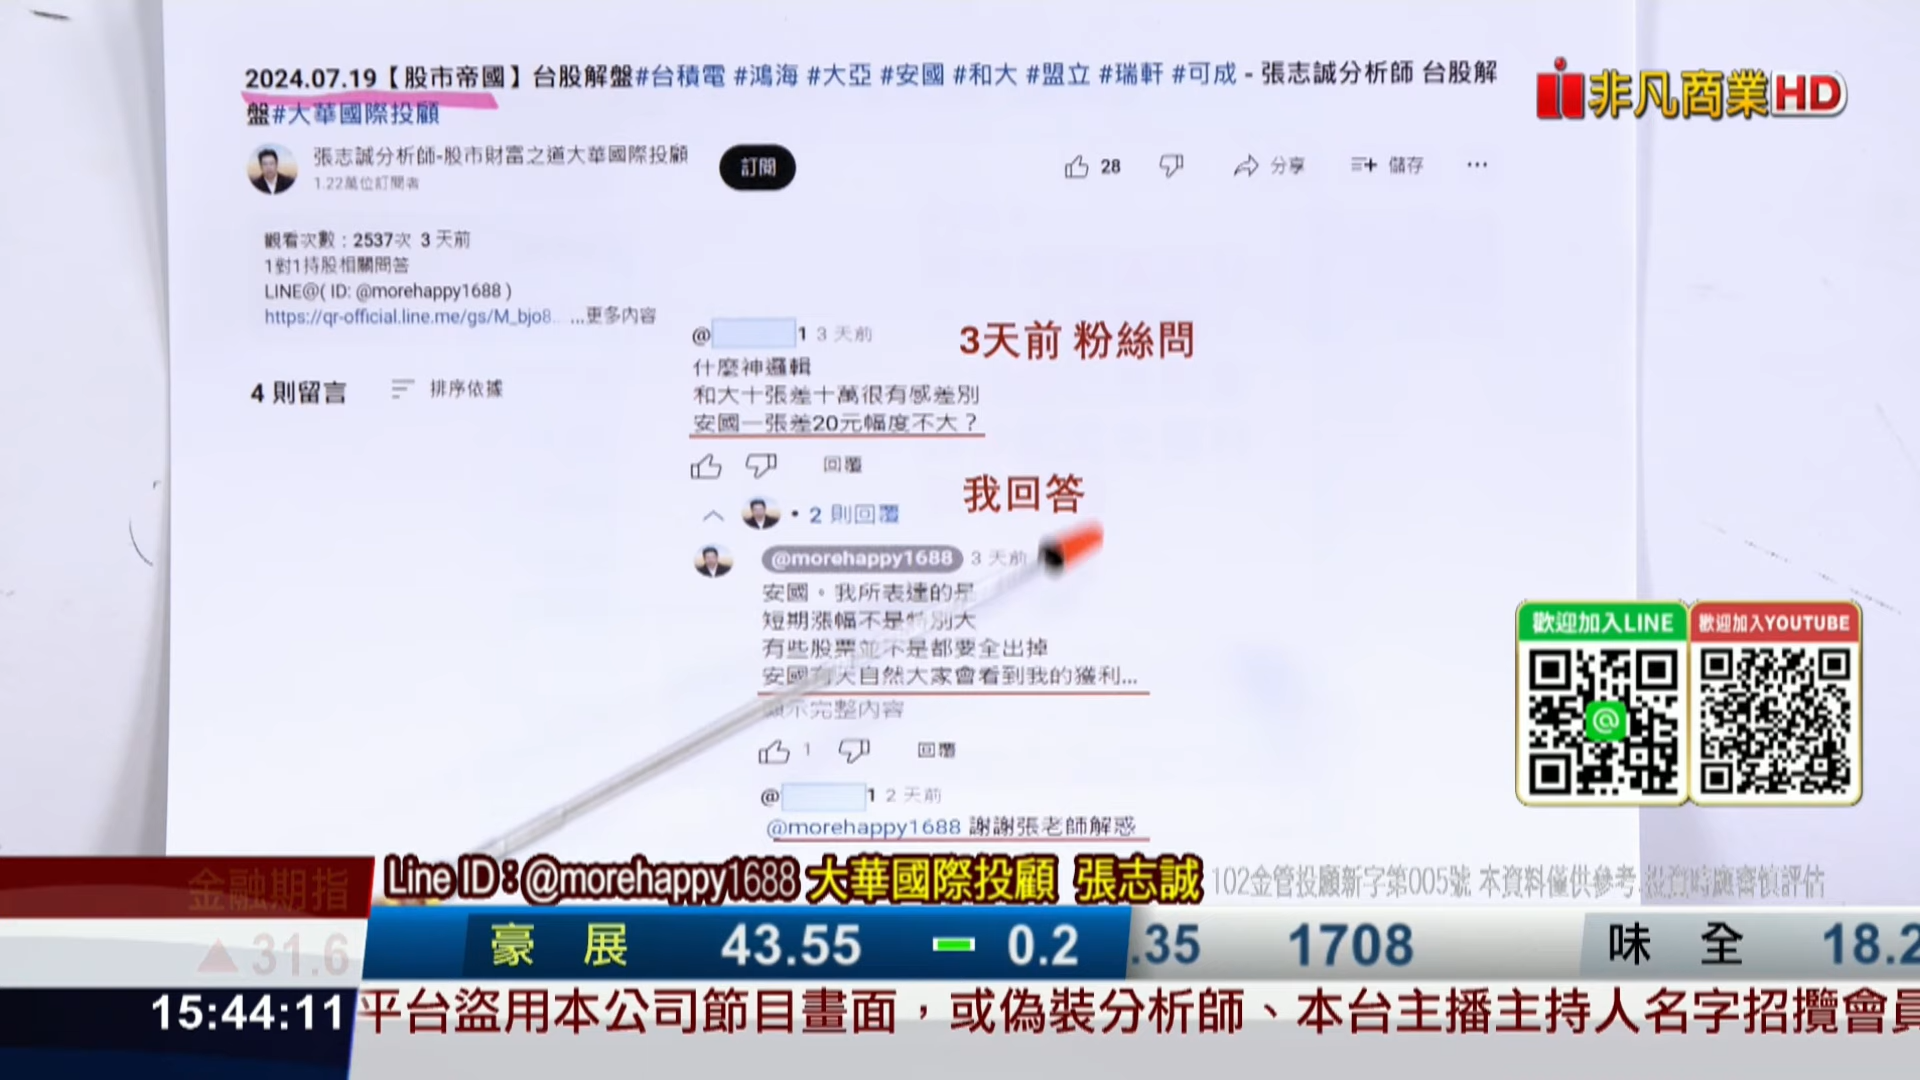 2024.07.19【股市帝國】台股解盤#台積電 #鴻海 #大亞 #安國 #和大 #盟立 #瑞軒 #可成 - 張志誠分析師 台股解
盤#大華國際投顧
非凡商業HD
張志誠分析師-股市財富之道大華國際投顧
1.22萬位訂閱者
訂閱
28
分享
儲存
觀看次數：2537次 3 天前
1對1持股相關問答
LINE@( ID: @morehappy1688 )
https://qr-official.line.me/gs/M_bjo8... ...更多內容
4 則留言
排序依據
@ 1 3 天前
3天前 粉絲問
什麼神邏輯
和大十張差十萬很有感差別
安國一張差20元幅度不大？
回覆
我回答
2 則回覆
@morehappy1688 3 天前
安國。我所表達的是
短期漲幅不是特別大
有些股票並不是都要全出掉
安國有天自然大家會看到我的獲利...
顯示完整內容
1
回覆
@ 1 2 天前
@morehappy1688 謝謝張老師解惑
歡迎加入LINE
歡迎加入YOUTUBE
金融期指
▲31.6
Line ID：@morehappy1688 大華國際投顧 張志誠
102金管投顧新字第005號 本資料僅供參考 投資時應審慎評估
豪 展 43.55 0.2 .35 1708 味 全 18.2
15:44:11
平台盜用本公司節目畫面，或偽裝分析師、本台主播主持人名字招攬會員